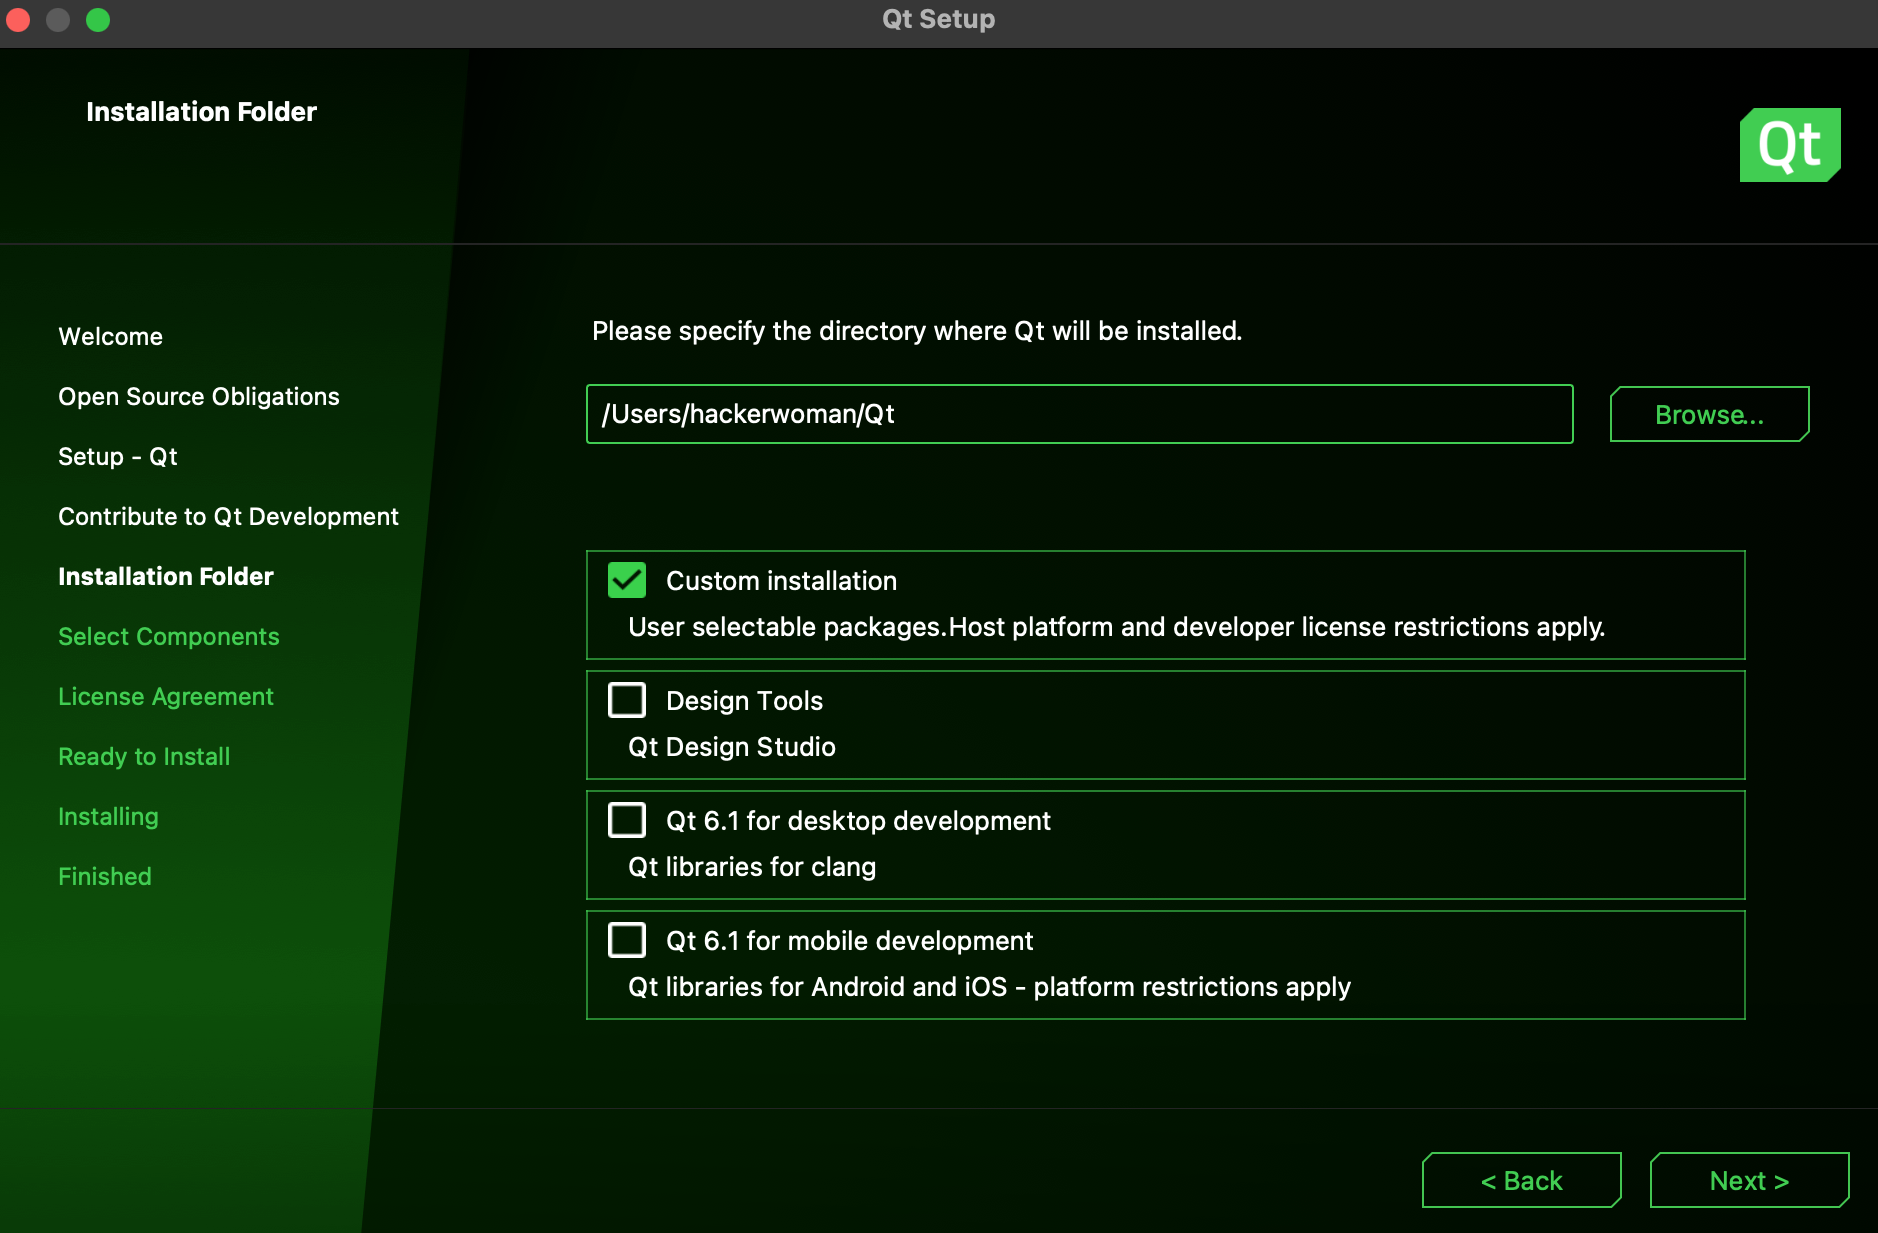 Qt Setup
Installation Folder
Qt
Welcome
Open Source Obligations
Setup - Qt
Contribute to Qt Development
Installation Folder
Select Components
License Agreement
Ready to Install
Installing
Finished
Please specify the directory where Qt will be installed.
/Users/hackerwoman/Qt
Browse...
Custom installation
User selectable packages.Host platform and developer license restrictions apply.
Design Tools
Qt Design Studio
Qt 6.1 for desktop development
Qt libraries for clang
Qt 6.1 for mobile development
Qt libraries for Android and iOS - platform restrictions apply
< Back
Next >